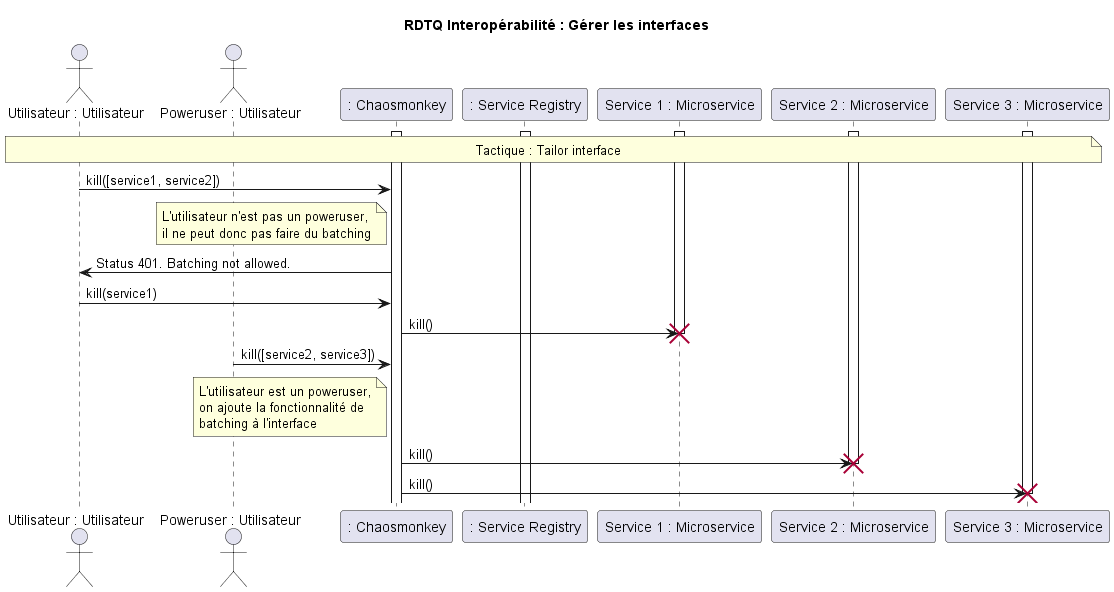 RDTQ Interopérabilité : Gérer les interfaces
Utilisateur : Utilisateur
Poweruser : Utilisateur
: Chaosmonkey
: Service Registry
Service 1 : Microservice
Service 2 : Microservice
Service 3 : Microservice
Tactique : Tailor interface
kill([service1, service2])
L'utilisateur n'est pas un poweruser,
il ne peut donc pas faire du batching
Status 401. Batching not allowed.
kill(service1)
kill()
kill([service2, service3])
L'utilisateur est un poweruser,
on ajoute la fonctionnalité de
batching à l'interface
kill()
kill()
Utilisateur : Utilisateur
Poweruser : Utilisateur
: Chaosmonkey
: Service Registry
Service 1 : Microservice
Service 2 : Microservice
Service 3 : Microservice